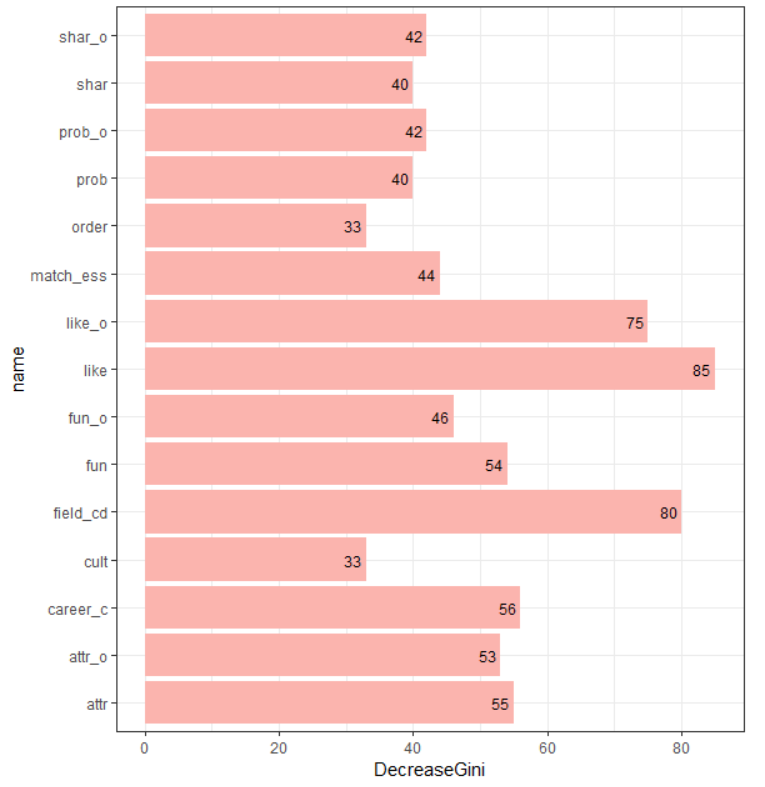 shar_o 42
shar 40
prob_o 42
prob 40
order 33
match_ess 44
like_o 75
like 85
fun_o 46
fun 54
field_cd 80
cult 33
career_c 56
attr_o 53
attr 55
name
0 20 40 60 80
DecreaseGini